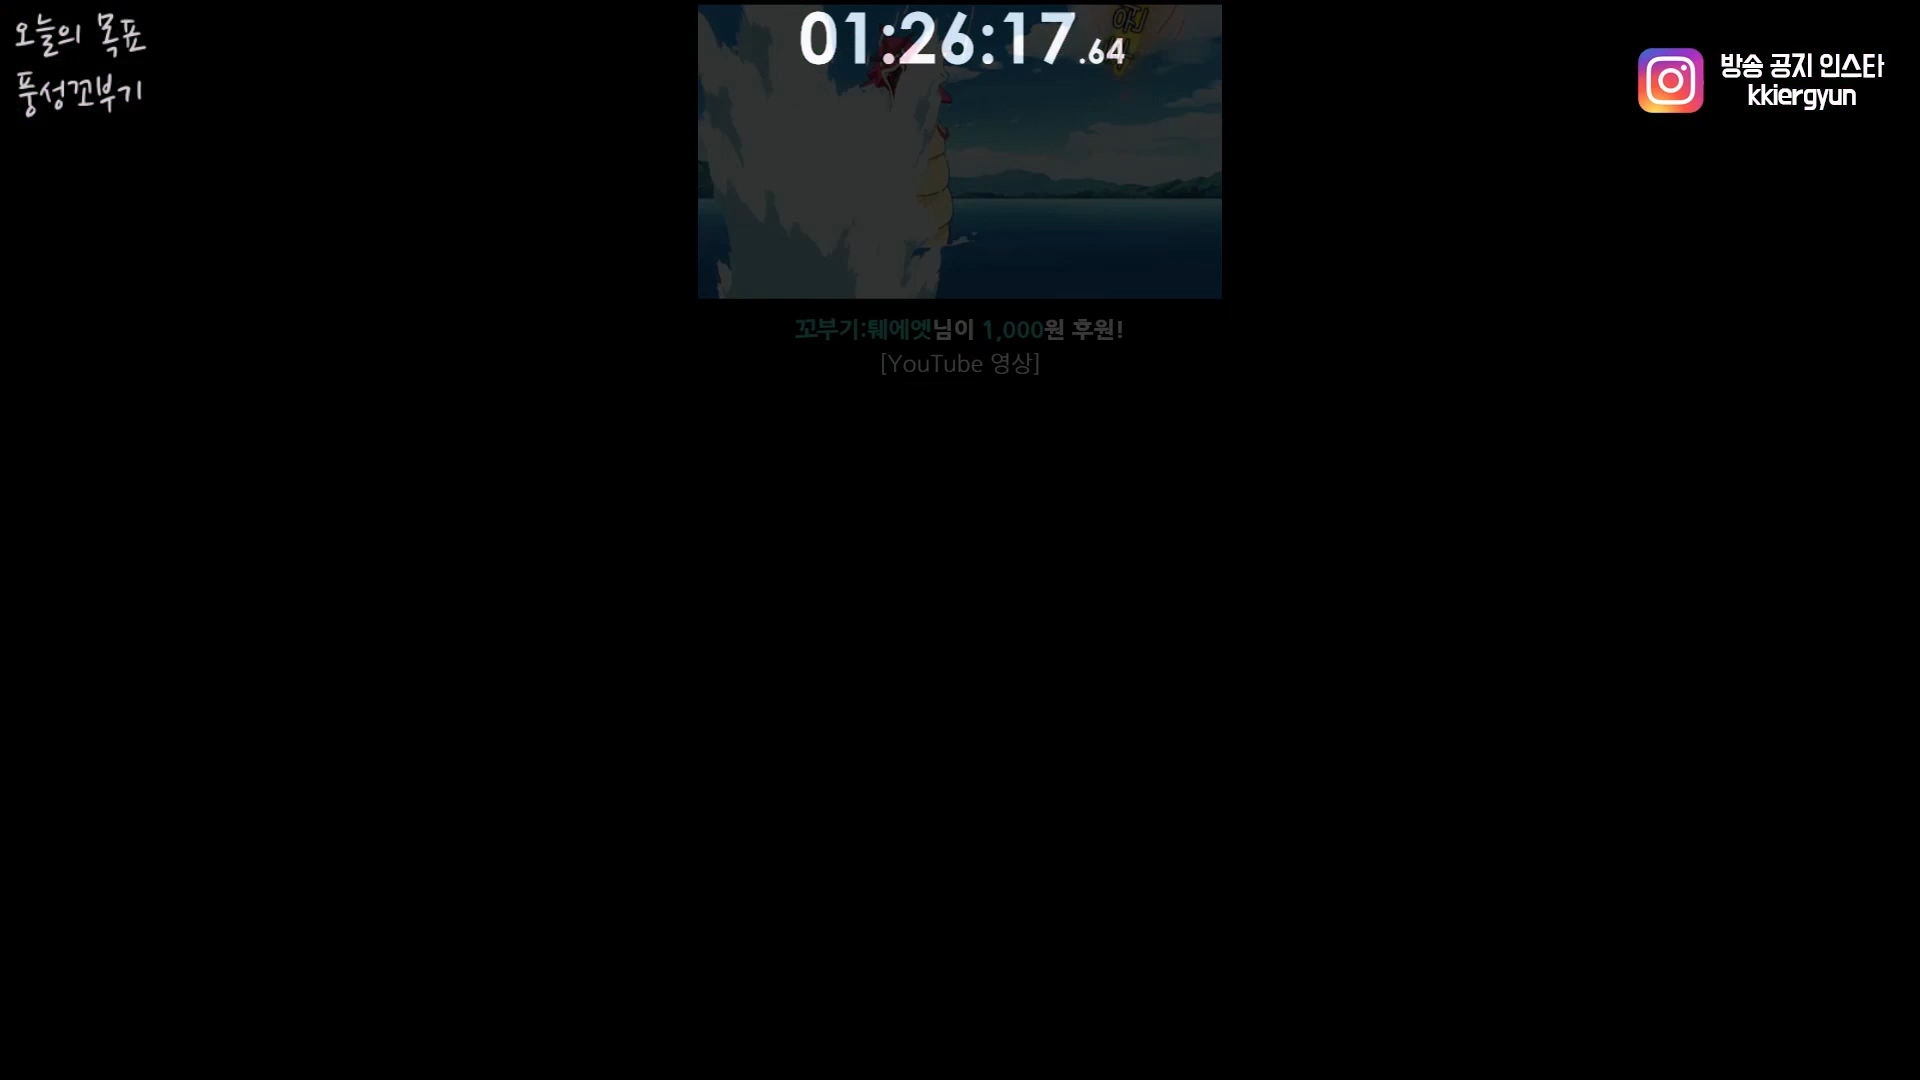 오늘의 목표
풍성꼬부기
01:26:17.64
방송 공지 인스타
kkiergyun
꼬부기:퉤에엣님이 1,000원 후원!
[YouTube 영상]